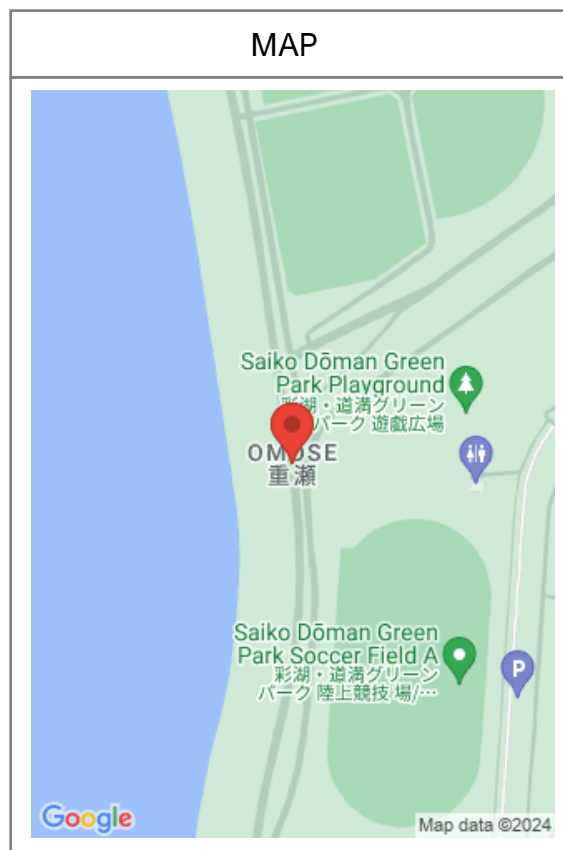 MAP
Saiko Dōman Green
Park Playground
彩湖・道満グリーン
パーク 遊戯広場
OMOSE
重瀬
Saiko Dōman Green
Park Soccer Field A
彩湖・道満グリーン
パーク 陸上競技 場/…
P
Google
Map data ©2024